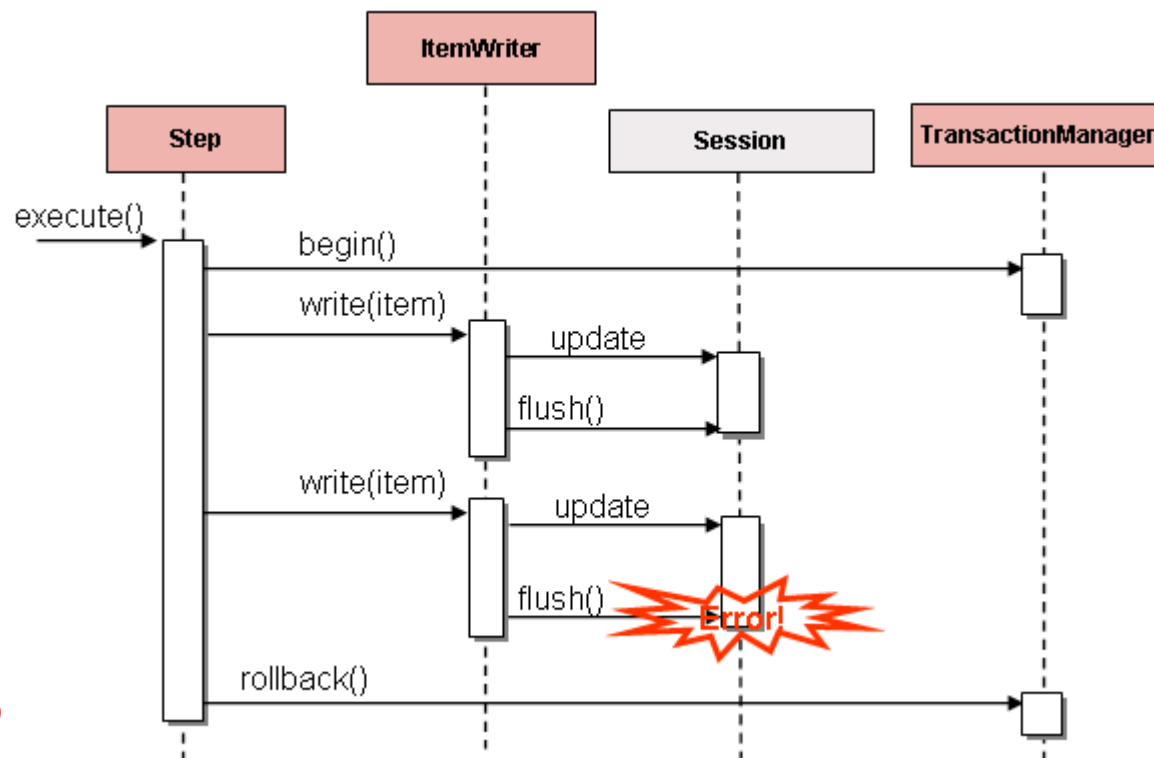 ItemWriter
Step
Session
TransactionManager
execute()
begin()
write(item)
update
flush()
write(item)
update
flush()
Error!
rollback()